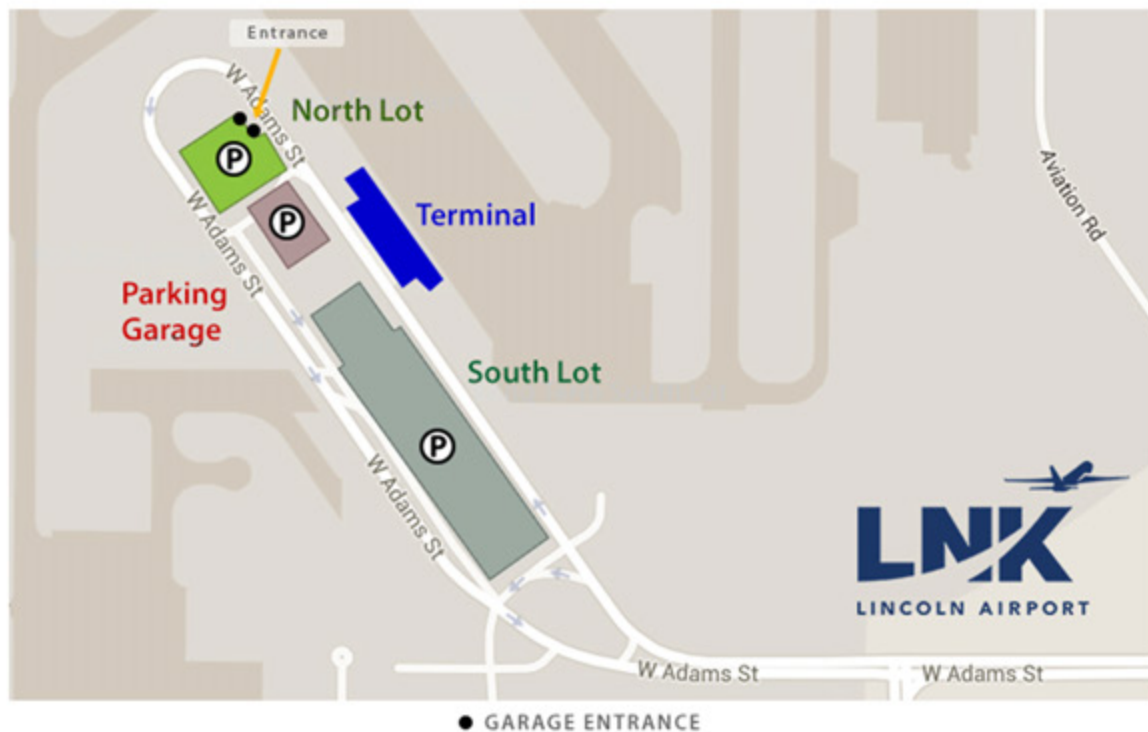 Entrance
W Adams St
North Lot
P
Aviation Rd
W Adams St
P
Terminal
Parking
Garage
South Lot
P
W Adams St
LNK
LINCOLN AIRPORT
W Adams St
W Adams St
● GARAGE ENTRANCE